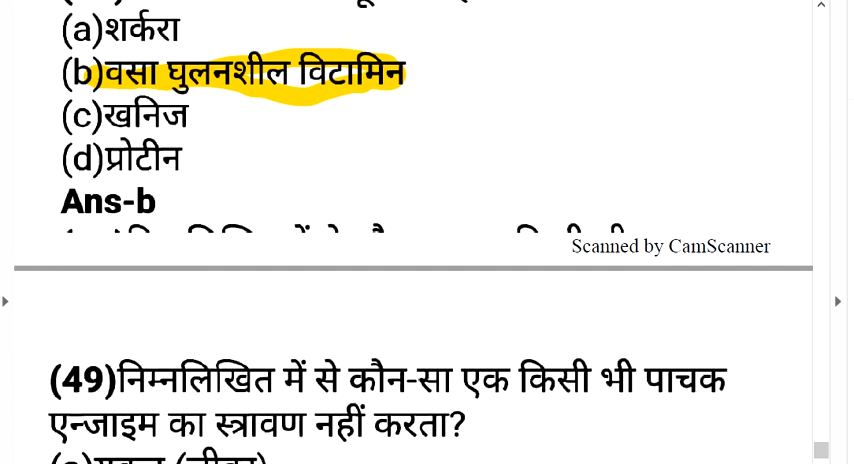 (a)शर्करा
(b)वसा घुलनशील विटामिन
(c)खनिज
(d)प्रोटीन
Ans-b
Scanned by CamScanner
(49)निम्नलिखित में से कौन-सा एक किसी भी पाचक
एन्जाइम का स्त्रावण नहीं करता?